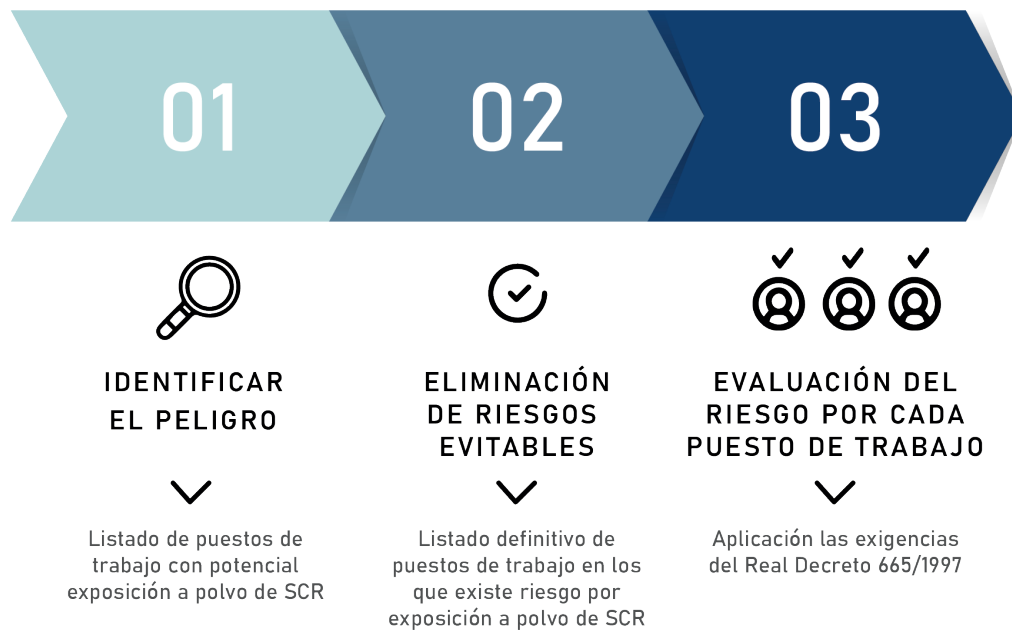 01
02
03
IDENTIFICAR
EL PELIGRO
ELIMINACIÓN
DE RIESGOS
EVITABLES
EVALUACIÓN DEL
RIESGO POR CADA
PUESTO DE TRABAJO
Listado de puestos de
trabajo con potencial
exposición a polvo de SCR
Listado definitivo de
puestos de trabajo en los
que existe riesgo por
exposición a polvo de SCR
Aplicación las exigencias
del Real Decreto 665/1997